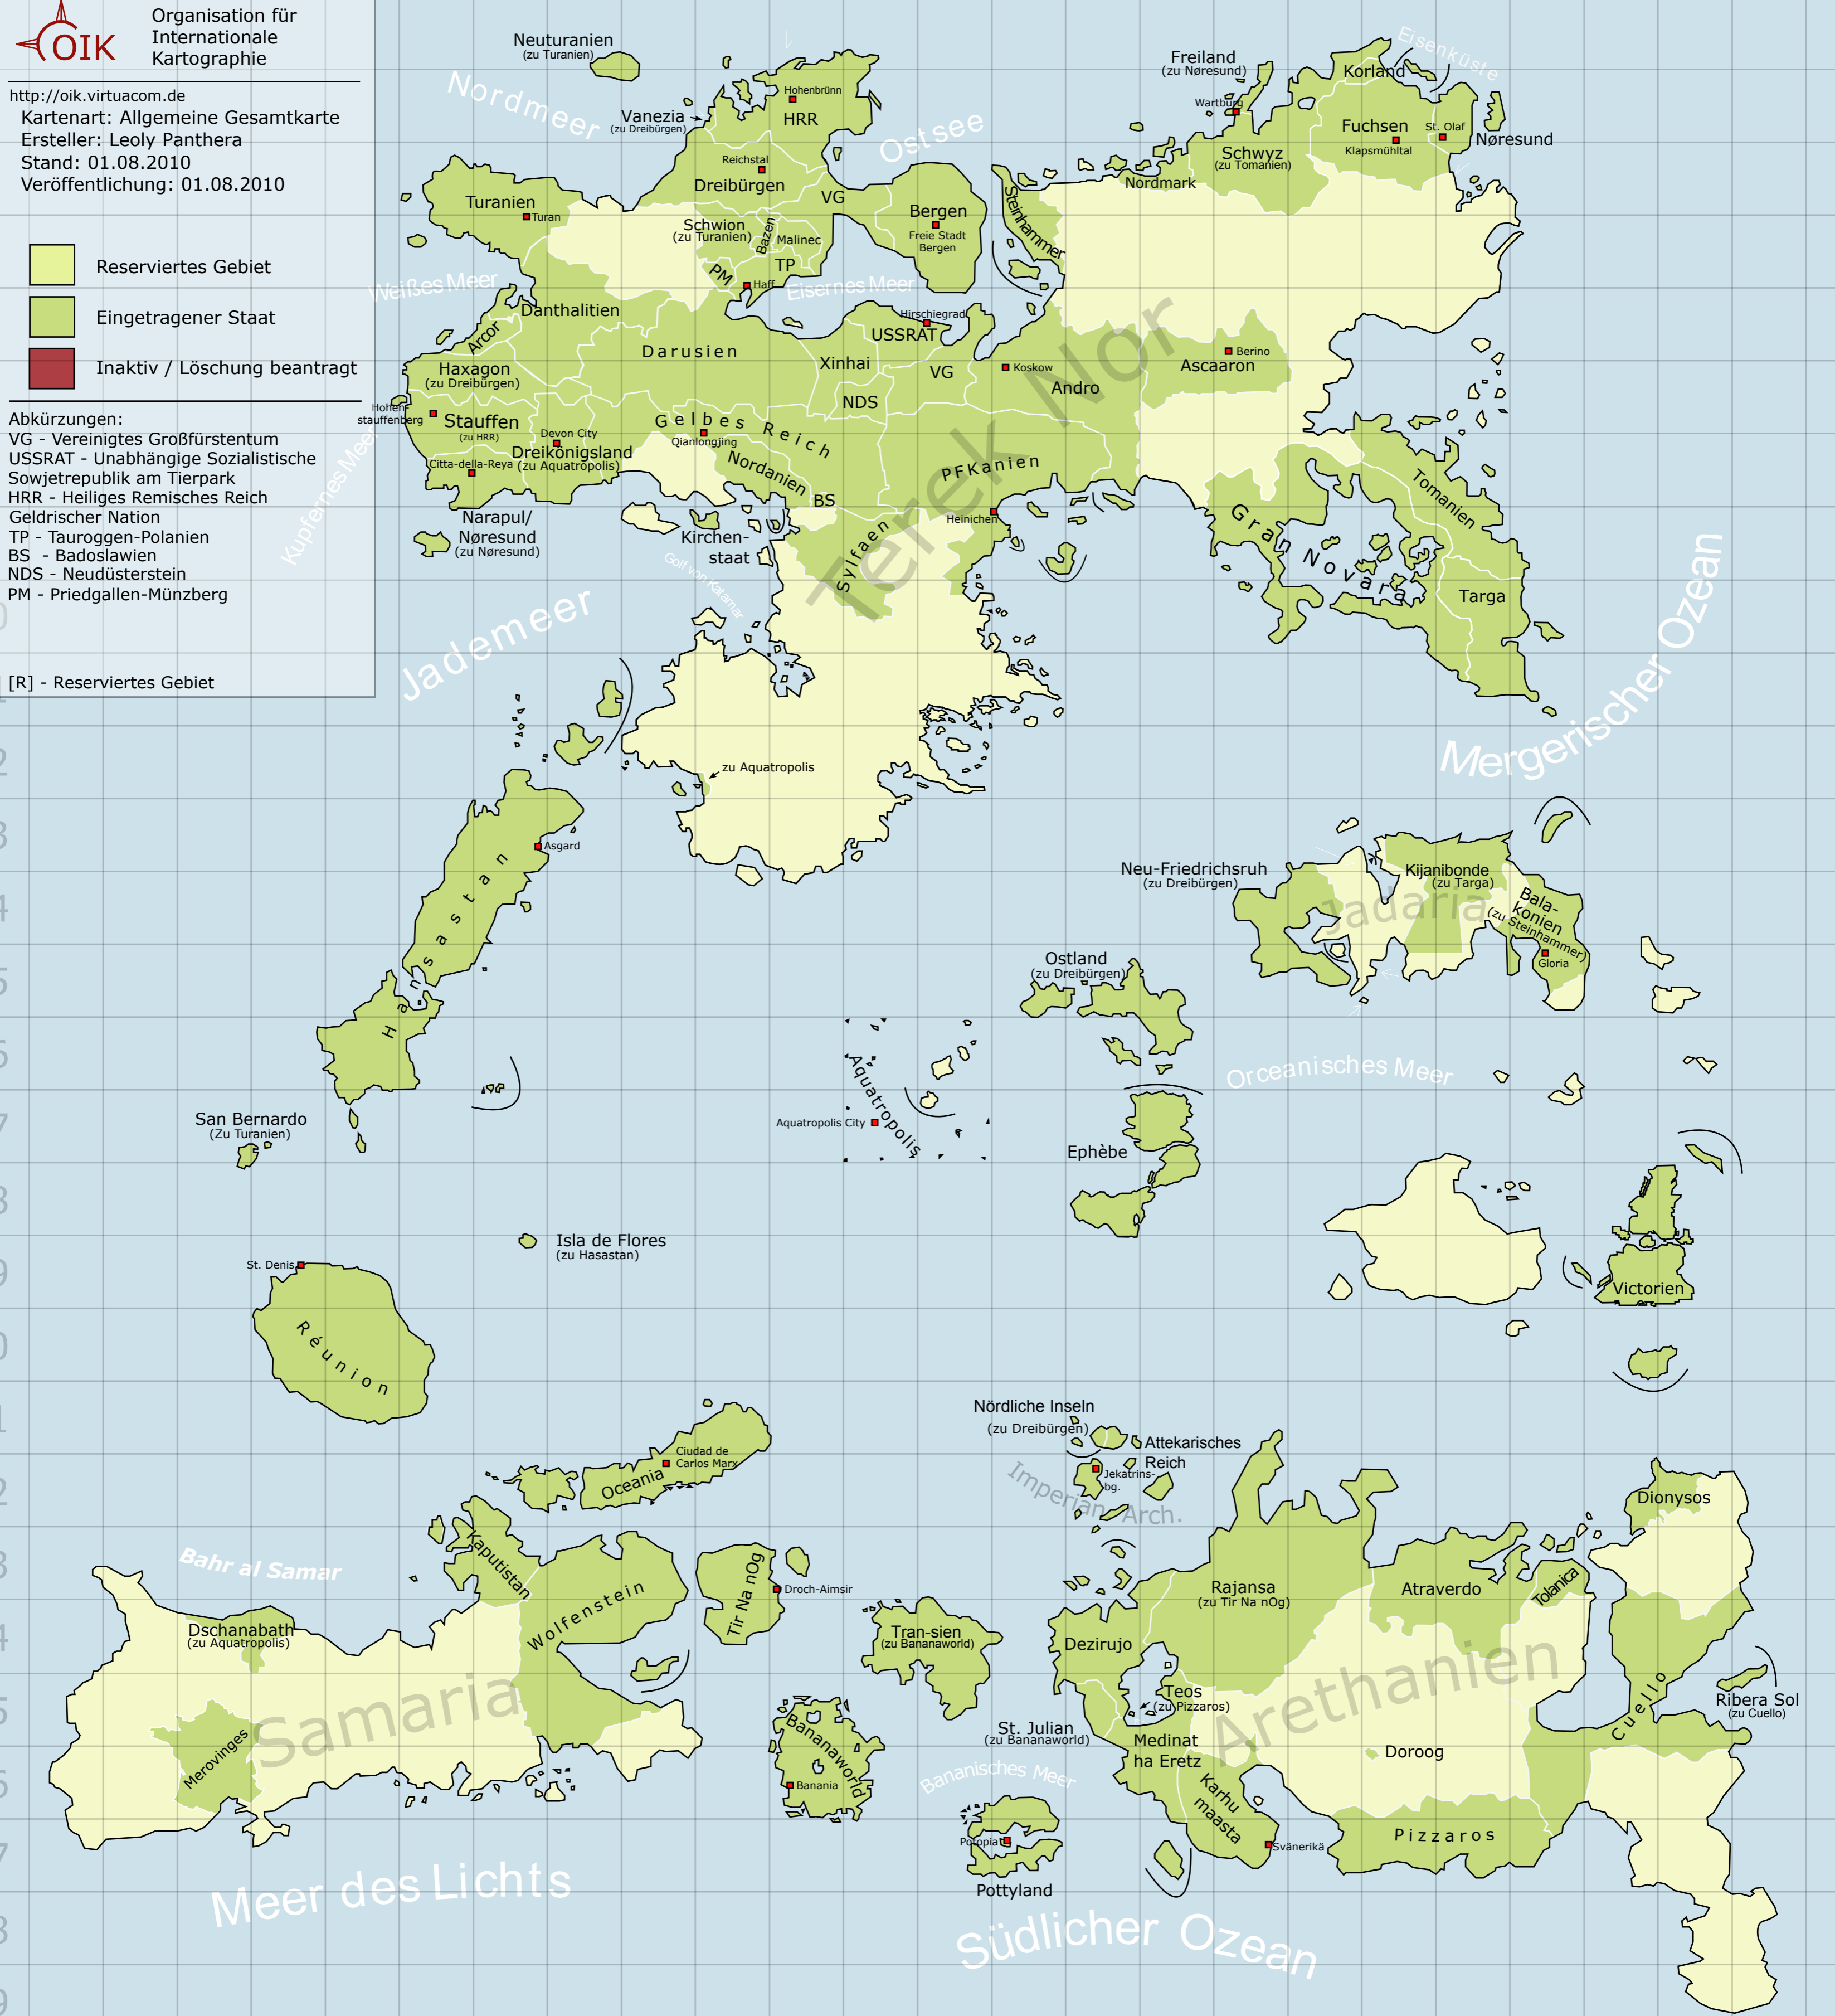 OIK
Organisation für
Internationale
Kartographie
http://oik.virtuacom.de
Kartenart: Allgemeine Gesamtkarte
Ersteller: Leoly Panthera
Stand: 01.08.2010
Veröffentlichung: 01.08.2010
Reserviertes Gebiet
Eingetragener Staat
Inaktiv / Löschung beantragt
Abkürzungen:
VG - Vereinigtes Großfürstentum
USSRAT - Unabhängige Sozialistische
Sowjetrepublik am Tierpark
HRR - Heiliges Remisches Reich
Geldrischer Nation
TP - Tauroggen-Polanien
BS - Badoslawien
NDS - Neudüsterstein
PM - Priedgallen-Münzberg
[R] - Reserviertes Gebiet
Neuturanien
(zu Turanien)
Nordmeer
Vanezia
(zu Dreibürgen)
Hohenbrünn
HRR
Ostsee
Reichstal
Dreibürgen
VG
Turanien
Turan
Schwion
(zu Turanien)
Bazen
Malinec
TP
PM
Haff
Bergen
Freie Stadt
Bergen
Eisernes Meer
Weißes Meer
Steinhammer
Freiland
(zu Nøresund)
Wartburg
Eisenküste
Korland
Fuchsen
Klapsmühltal
St. Olaf
Nøresund
Schwyz
(zu Tomanien)
Nordmark
Danthalitien
Arcor
Haxagon
(zu Dreibürgen)
Darusien
Hirschiegrad
USSRAT
Xinhai
VG
NDS
Koskow
Andro
Ascaaron
Berino
Terek Nor
Hohen-
stauffenberg
Stauffen
(zu HRR)
Devon City
Dreikönigsland
(zu Aquatropolis)
Citta-della-Reya
Gelbes Reich
Qianlongjing
Nordanien
BS
PFKanien
Heinichen
Sylfaen
Kupfernes Meer
Narapul/
Nøresund
(zu Nøresund)
Kirchen-
staat
Golf von Katamar
Jademeer
Gran Novara
Tomanien
Targa
Mergerischer Ozean
zu Aquatropolis
Asgard
Hansastan
Neu-Friedrichsruh
(zu Dreibürgen)
Kijanibonde
(zu Targa)
Jadaria
Bala-
konien
(zu Steinhammer)
Gloria
Ostland
(zu Dreibürgen)
Orceanisches Meer
Aquatropolis
Aquatropolis City
Ephèbe
San Bernardo
(Zu Turanien)
Isla de Flores
(zu Hasastan)
St. Denis
Réunion
Victorien
Nördliche Inseln
(zu Dreibürgen)
Attekarisches
Reich
Jekatrins-
bg.
Imperian Arch.
Ciudad de
Carlos Marx
Oceania
Kaputistan
Wolfenstein
Tir Na nOg
Droch-Aimsir
Bahr al Samar
Dschanabath
(zu Aquatropolis)
Samaria
Merovinges
Tran-sien
(zu Bananaworld)
Bananaworld
Banania
Dionysos
Rajansa
(zu Tir Na nOg)
Atraverdo
Tolanica
Dezirujo
Teos
(zu Pizzaros)
St. Julian
(zu Bananaworld)
Medinat
ha Eretz
Arethanien
Doroog
Cuello
Ribera Sol
(zu Cuello)
Bananisches Meer
Karhu
maasta
Svänerikä
Pizzaros
Potopia
Pottyland
Meer des Lichts
Südlicher Ozean